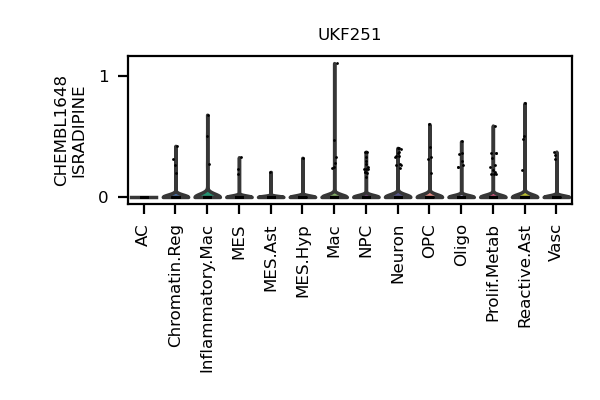 UKF251
CHEMBL1648
ISRADIPINE
1
0
AC
Chromatin.Reg
Inflammatory.Mac
MES
MES.Ast
MES.Hyp
Mac
NPC
Neuron
OPC
Oligo
Prolif.Metab
Reactive.Ast
Vasc